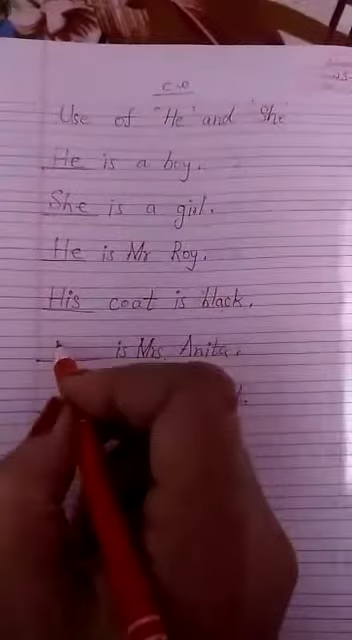 C.W
Use of "He" and 'She'
He is a boy.
She is a girl.
He is Mr Roy.
His coat is black.
is Mrs. Anita.